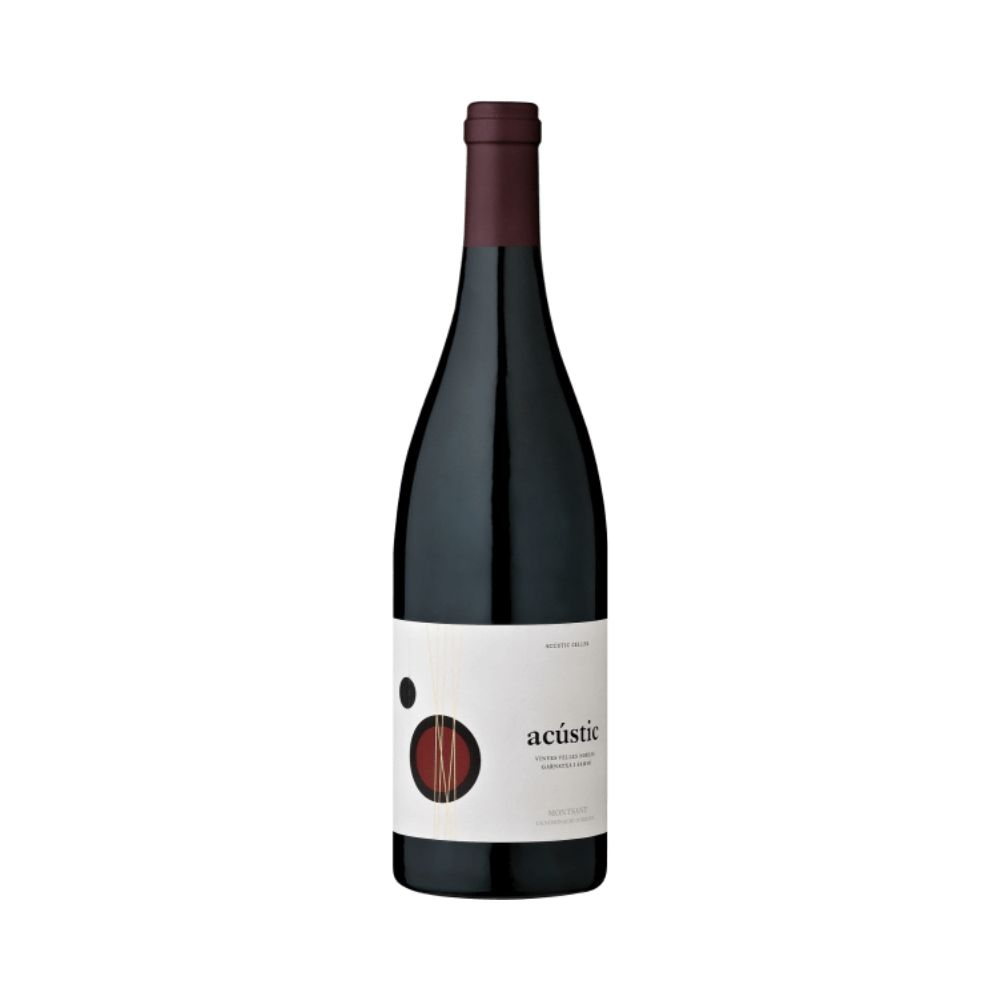 ACÚSTIC CELLER
acústic
VINYES VELLES NOBLES
GARNATXA I SAMSÓ
MONTSANT